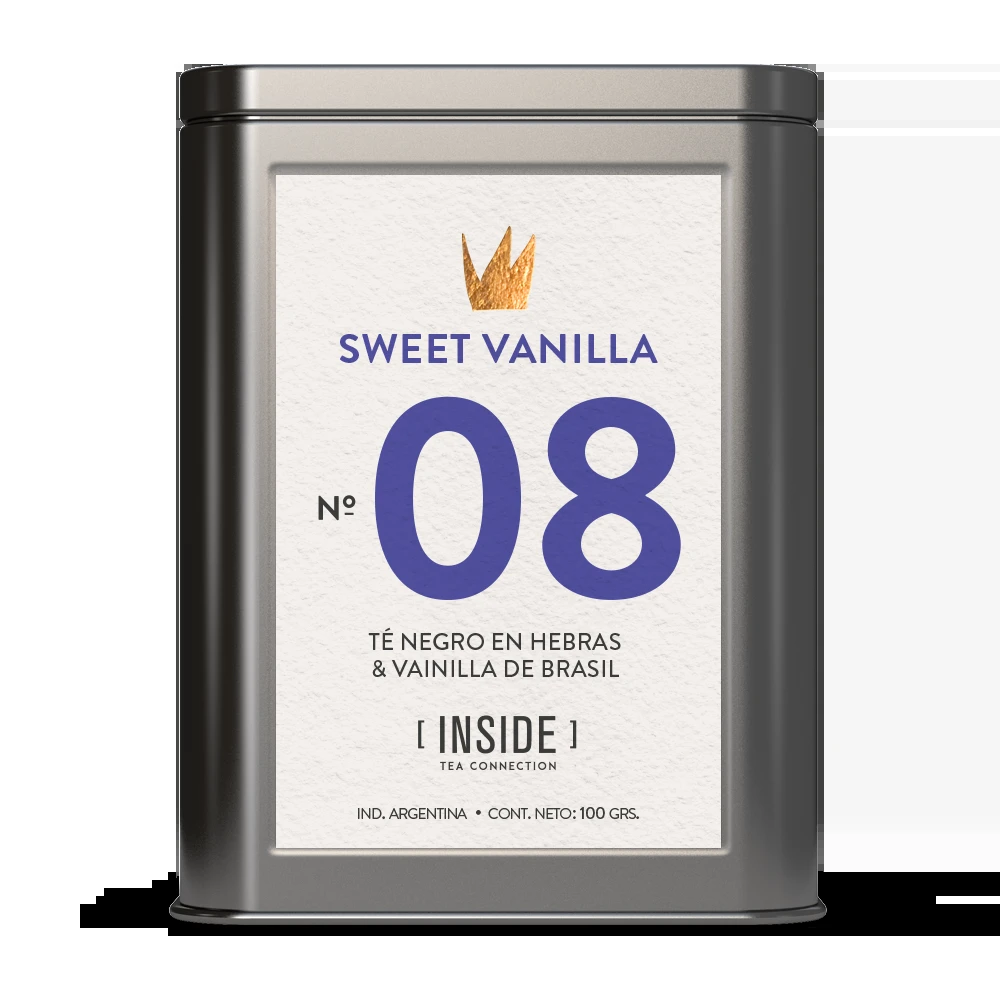 SWEET VANILLA
Nº 08
TÉ NEGRO EN HEBRAS
& VAINILLA DE BRASIL
[ INSIDE ]
TEA CONNECTION
IND. ARGENTINA • CONT. NETO: 100 GRS.